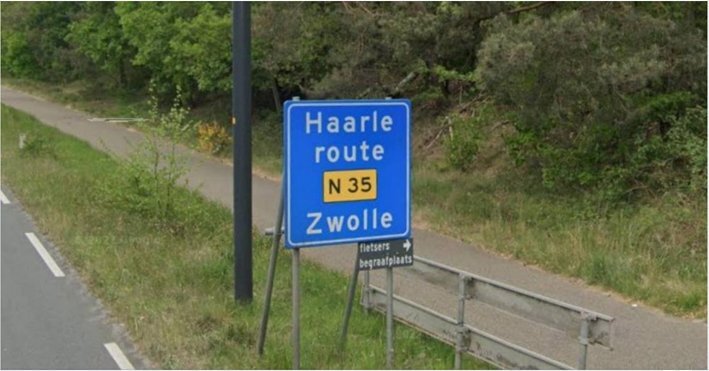 Haarle
route
N 35
Zwolle
fietsers →
begraafplaats